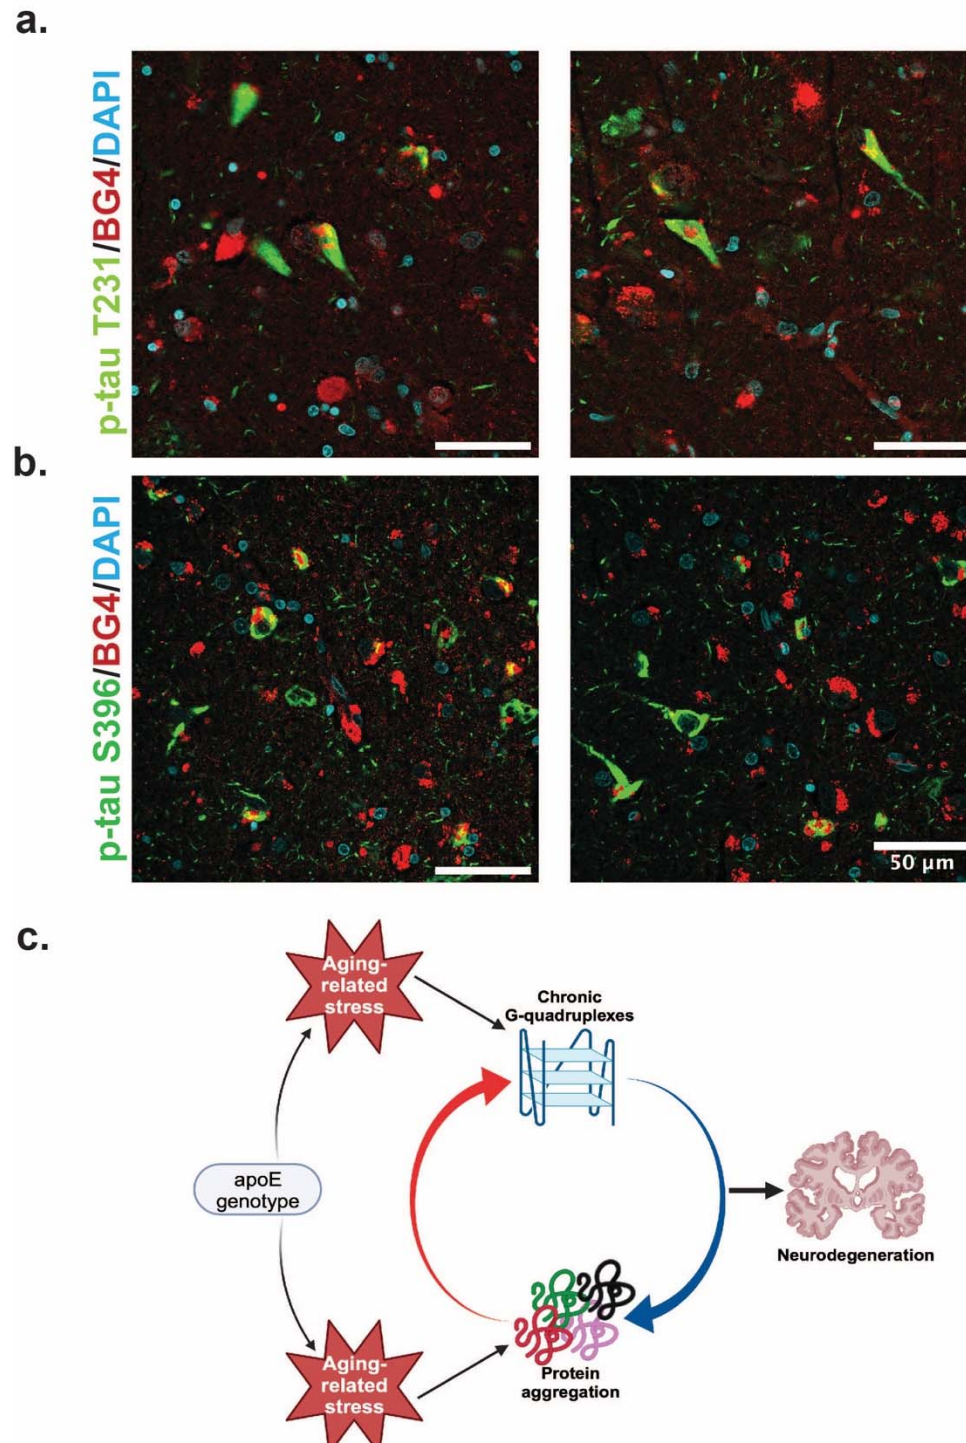 a.
p-tau T231/BG4/DAPI
b.
p-tau S396/BG4/DAPI
50 µm
c.
Aging-
related
stress
Chronic
G-quadruplexes
apoE
genotype
Neurodegeneration
Aging-
related
stress
Protein
aggregation